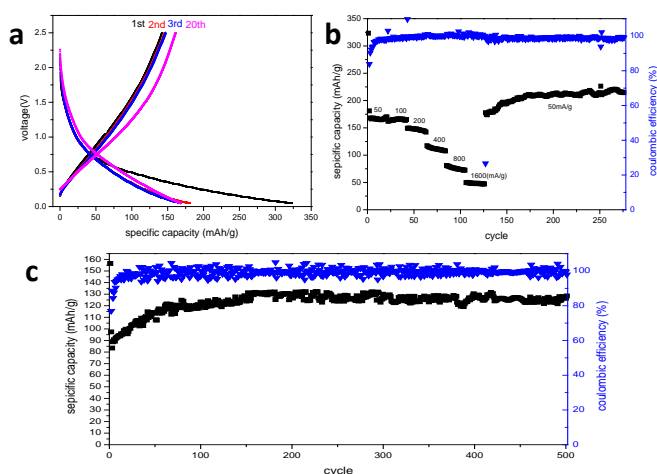 a
1st 2nd 3rd 20th
2.5
2.0
1.5
1.0
0.5
0.0
voltage(V)
0 50 100 150 200 250 300 350
specific capacity (mAh/g)
b
350
300
250
200
150
100
50
0
sepicific capacity (mAh/g)
50 100
200
400
800
1600(mA/g)
50mA/g
100
80
60
40
20
0
coulombic efficiency (%)
0 50 100 150 200 250
cycle
c
160
150
140
130
120
110
100
90
80
70
60
50
40
30
20
10
0
sepicific capacity (mAh/g)
100
80
60
40
20
0
coulombic efficiency (%)
0 100 200 300 400 500
cycle